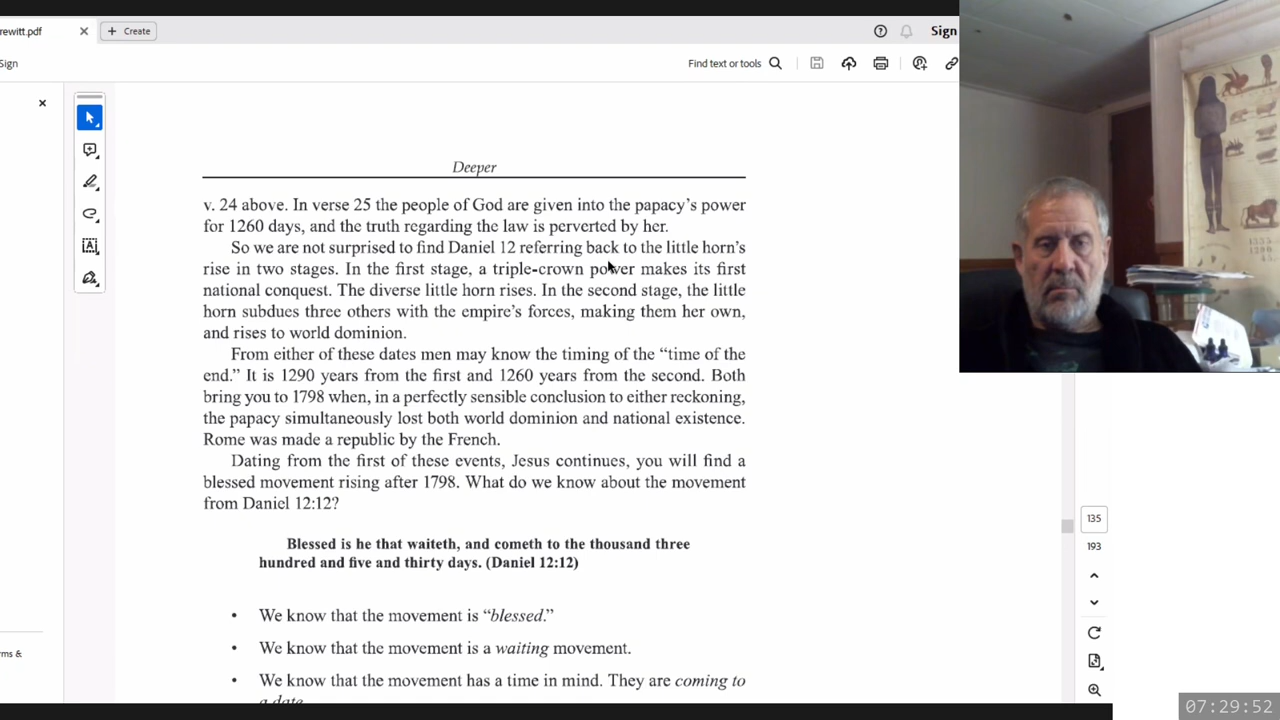 rewitt.pdf
Create
Sign
Sign
Find text or tools
Deeper
v. 24 above. In verse 25 the people of God are given into the papacy's power
for 1260 days, and the truth regarding the law is perverted by her.
So we are not surprised to find Daniel 12 referring back to the little horn's
rise in two stages. In the first stage, a triple-crown power makes its first
national conquest. The diverse little horn rises. In the second stage, the little
horn subdues three others with the empire's forces, making them her own,
and rises to world dominion.
From either of these dates men may know the timing of the “time of the
end.” It is 1290 years from the first and 1260 years from the second. Both
bring you to 1798 when, in a perfectly sensible conclusion to either reckoning,
the papacy simultaneously lost both world dominion and national existence.
Rome was made a republic by the French.
Dating from the first of these events, Jesus continues, you will find a
blessed movement rising after 1798. What do we know about the movement
from Daniel 12:12?
Blessed is he that waiteth, and cometh to the thousand three
hundred and five and thirty days. (Daniel 12:12)
• We know that the movement is “blessed.”
• We know that the movement is a waiting movement.
• We know that the movement has a time in mind. They are coming to
a date
135
193
rms &
07:29:52